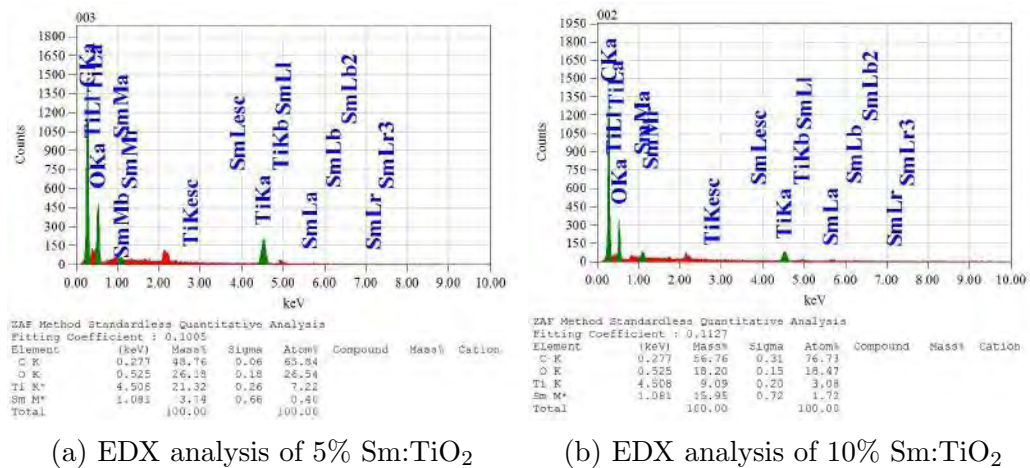 003
1800
1650
1500
1350
1200
1050
900
750
600
450
300
150
0
Counts
CKa
TiLl TiLa
OKa
SmMa
SmMr
SmMb
TiKesc
SmLesc
TiKa
TiKb
SmLl
SmLa
SmLb
SmLb2
SmLr
SmLr3
0.00 1.00 2.00 3.00 4.00 5.00 6.00 7.00 8.00 9.00 10.00
keV
ZAF Method Standardless Quantitative Analysis
Fitting Coefficient : 0.1005
Element (keV) Mass% Sigma Atom% Compound Mass% Cation
C K 0.277 48.76 0.06 65.84
O K 0.525 26.18 0.18 26.54
Ti K* 4.508 21.32 0.26 7.22
Sm M* 1.081 3.74 0.66 0.40
Total 100.00 100.00
(a) EDX analysis of 5% Sm:TiO₂
002
1950
1800
1650
1500
1350
1200
1050
900
750
600
450
300
150
0
Counts
CKa
TiLl TiLa
OKa
SmMa
SmMr
TiKesc
SmLesc
TiKa
TiKb
SmLl
SmLa
SmLb
SmLb2
SmLr
SmLr3
0.00 1.00 2.00 3.00 4.00 5.00 6.00 7.00 8.00 9.00 10.00
keV
ZAF Method Standardless Quantitative Analysis
Fitting Coefficient : 0.1127
Element (keV) Mass% Sigma Atom% Compound Mass% Cation
C K 0.277 56.76 0.31 76.73
O K 0.525 18.20 0.15 18.47
Ti K 4.508 9.09 0.20 3.08
Sm M* 1.081 15.95 0.72 1.72
Total 100.00 100.00
(b) EDX analysis of 10% Sm:TiO₂